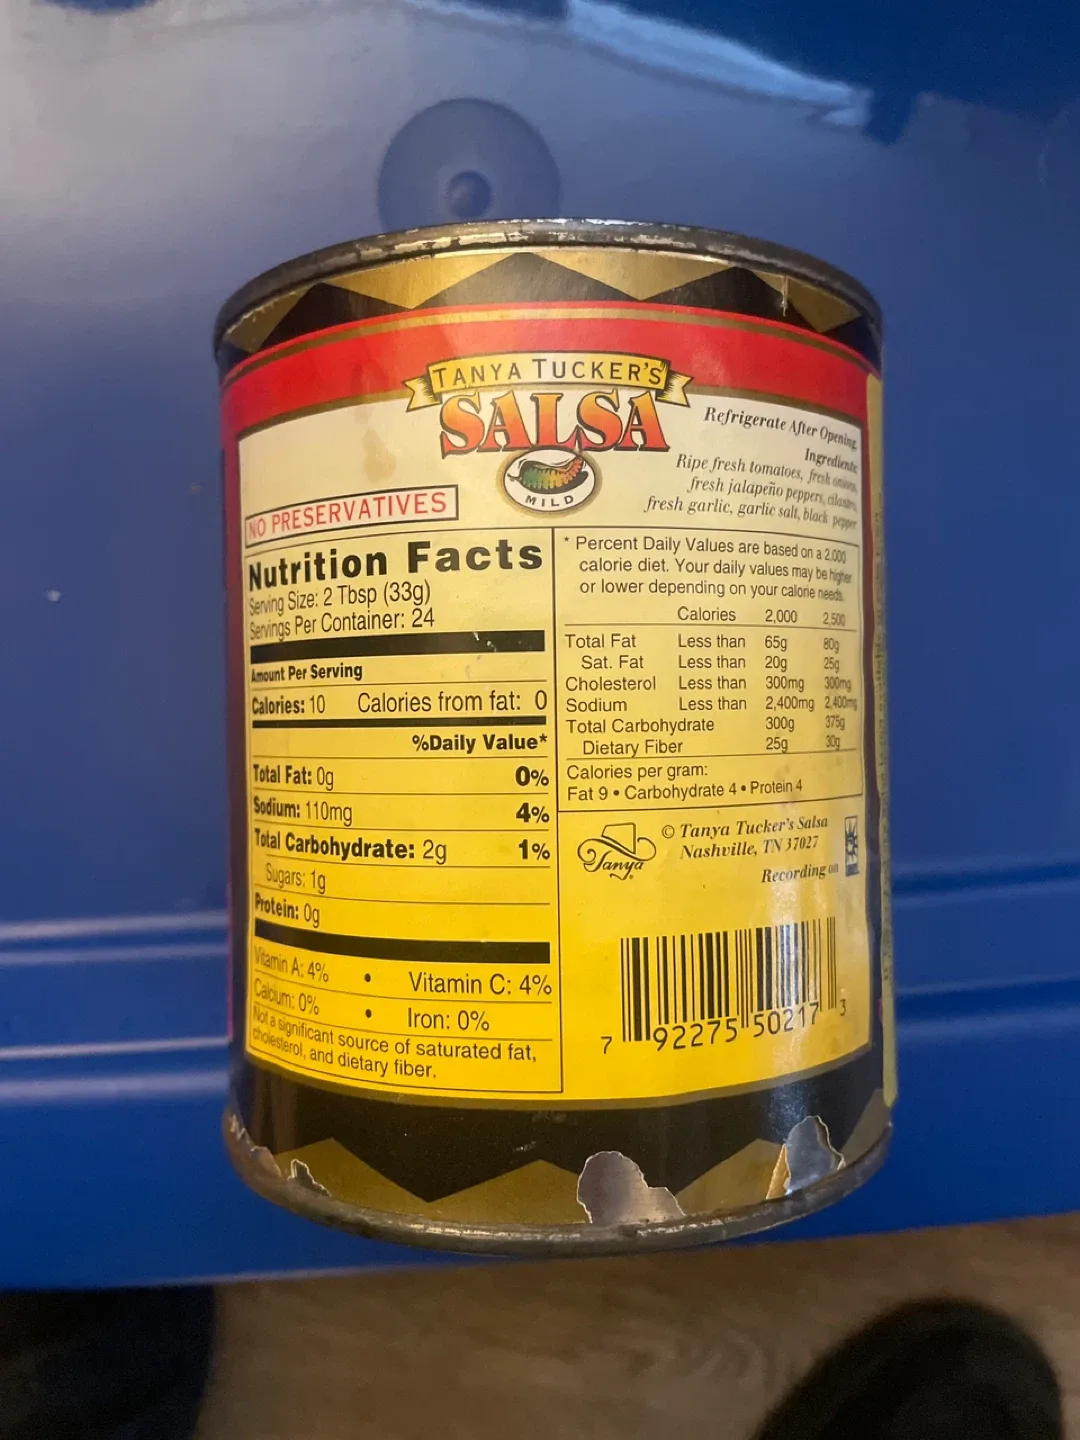 TANYA TUCKER'S
SALSA
MILD
NO PRESERVATIVES
Refrigerate After Opening
Ingredients
Ripe fresh tomatoes, fresh onions,
fresh jalapeño peppers, cilantro,
fresh garlic, garlic salt, black pepper
Nutrition Facts
Serving Size: 2 Tbsp (33g)
Servings Per Container: 24
Amount Per Serving
Calories: 10 Calories from fat: 0
%Daily Value*
Total Fat: 0g 0%
Sodium: 110mg 4%
Total Carbohydrate: 2g 1%
Sugars: 1g
Protein: 0g
Vitamin A: 4% • Vitamin C: 4%
Calcium: 0% • Iron: 0%
Not a significant source of saturated fat,
cholesterol, and dietary fiber.
* Percent Daily Values are based on a 2,000
calorie diet. Your daily values may be higher
or lower depending on your calorie needs.
Calories 2,000 2,500
Total Fat Less than 65g 80g
Sat. Fat Less than 20g 25g
Cholesterol Less than 300mg 300mg
Sodium Less than 2,400mg 2,400mg
Total Carbohydrate 300g 375g
Dietary Fiber 25g 30g
Calories per gram:
Fat 9 • Carbohydrate 4 • Protein 4
Tanya
© Tanya Tucker's Salsa
Nashville, TN 37027
Recording on
7 92275 50217 3